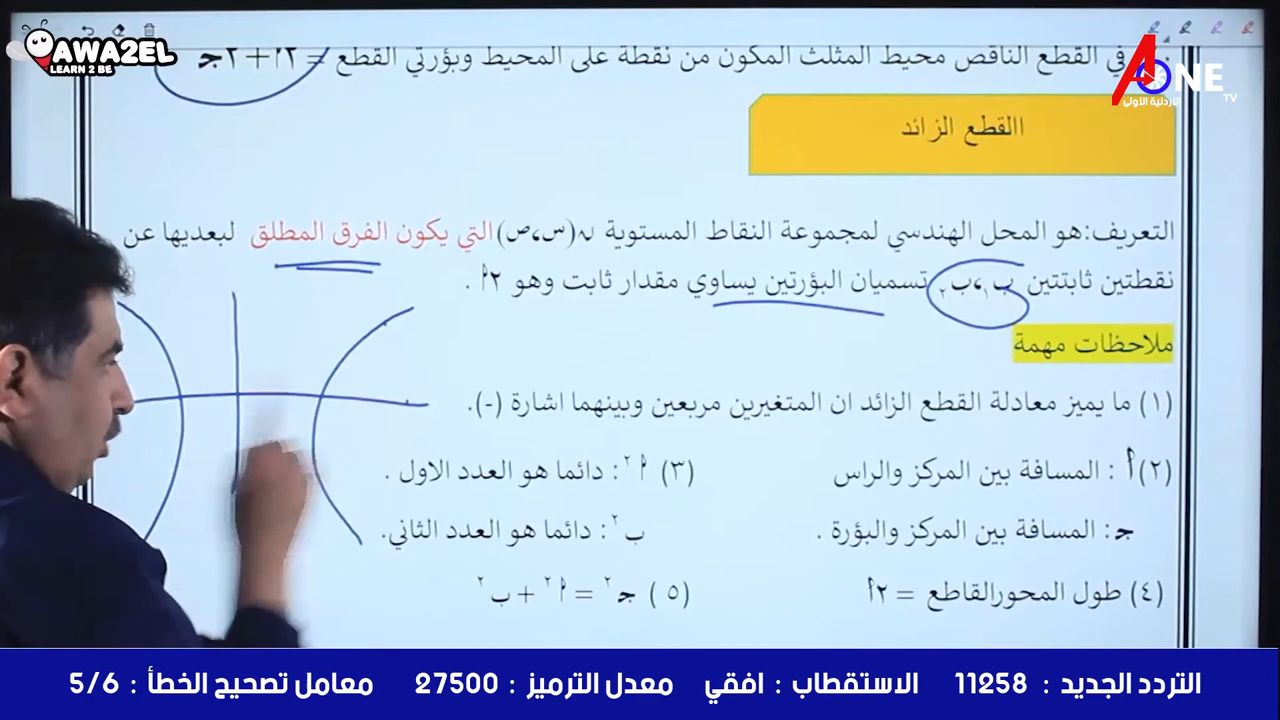 AWA2EL
LEARN 2 BE
A ONE TV
الأردنية الأولى
في القطع الناقص محيط المثلث المكون من نقطة على المحيط وبؤرتي القطع = ٢أ + ٢جـ
االقطع الزائد
التعريف:هو المحل الهندسي لمجموعة النقاط المستوية ن(س،ص)التي يكون الفرق المطلق لبعديها عن
نقطتين ثابتتين ب١،ب٢ تسميان البؤرتين يساوي مقدار ثابت وهو ٢أ .
ملاحظات مهمة
(١) ما يميز معادلة القطع الزائد ان المتغيرين مربعين وبينهما اشارة (-).
(٢)أ : المسافة بين المركز والراس (٣) أ٢ : دائما هو العدد الاول .
جـ: المسافة بين المركز والبؤرة . ب٢ : دائما هو العدد الثاني.
(٤) طول المحورالقاطع = ٢أ (٥ ) جـ٢ = أ٢ + ب٢
التردد الجديد : 11258 الاستقطاب : افقي معدل الترميز : 27500 معامل تصحيح الخطأ : 5/6